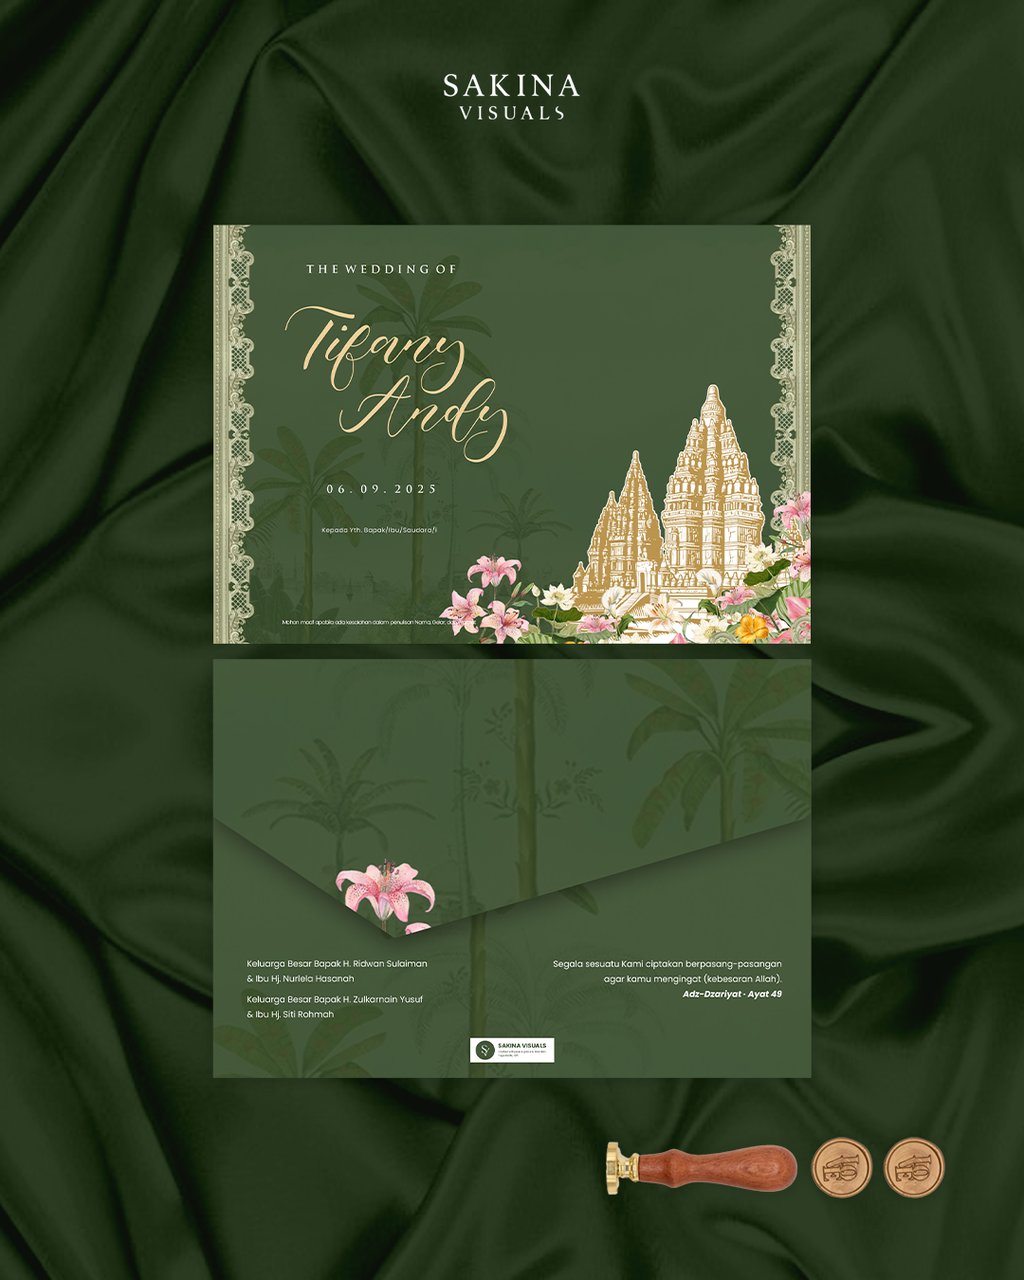 SAKINA
VISUALS
THE WEDDING OF
Tifany
Andy
06.09.2025
Kepada Yth. Bapak/Ibu/Saudara/i
Mohon maaf apabila ada kesalahan dalam penulisan Nama, Gelar, dan
Keluarga Besar Bapak H. Ridwan Sulaiman
& Ibu Hj. Nurlela Hasanah
Keluarga Besar Bapak H. Zulkarnain Yusuf
& Ibu Hj. Siti Rohmah
Segala sesuatu Kami ciptakan berpasang-pasangan
agar kamu mengingat (kebesaran Allah).
Adz-Dzariyat · Ayat 49
SAKINA VISUALS
LOVE
LOVE